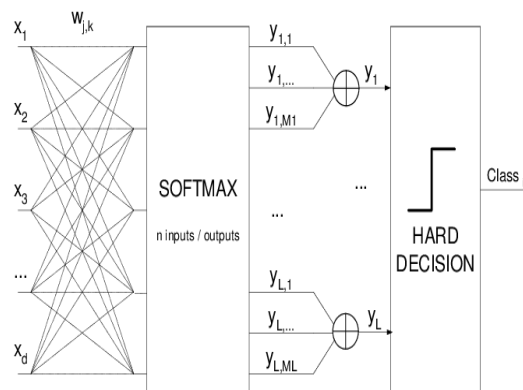 x1
wj,k
x2
x3
...
xd
SOFTMAX
n inputs / outputs
y1,1
y1,...
y1,M1
y1
...
...
yL,1
yL,...
yL,ML
yL
HARD
DECISION
Class